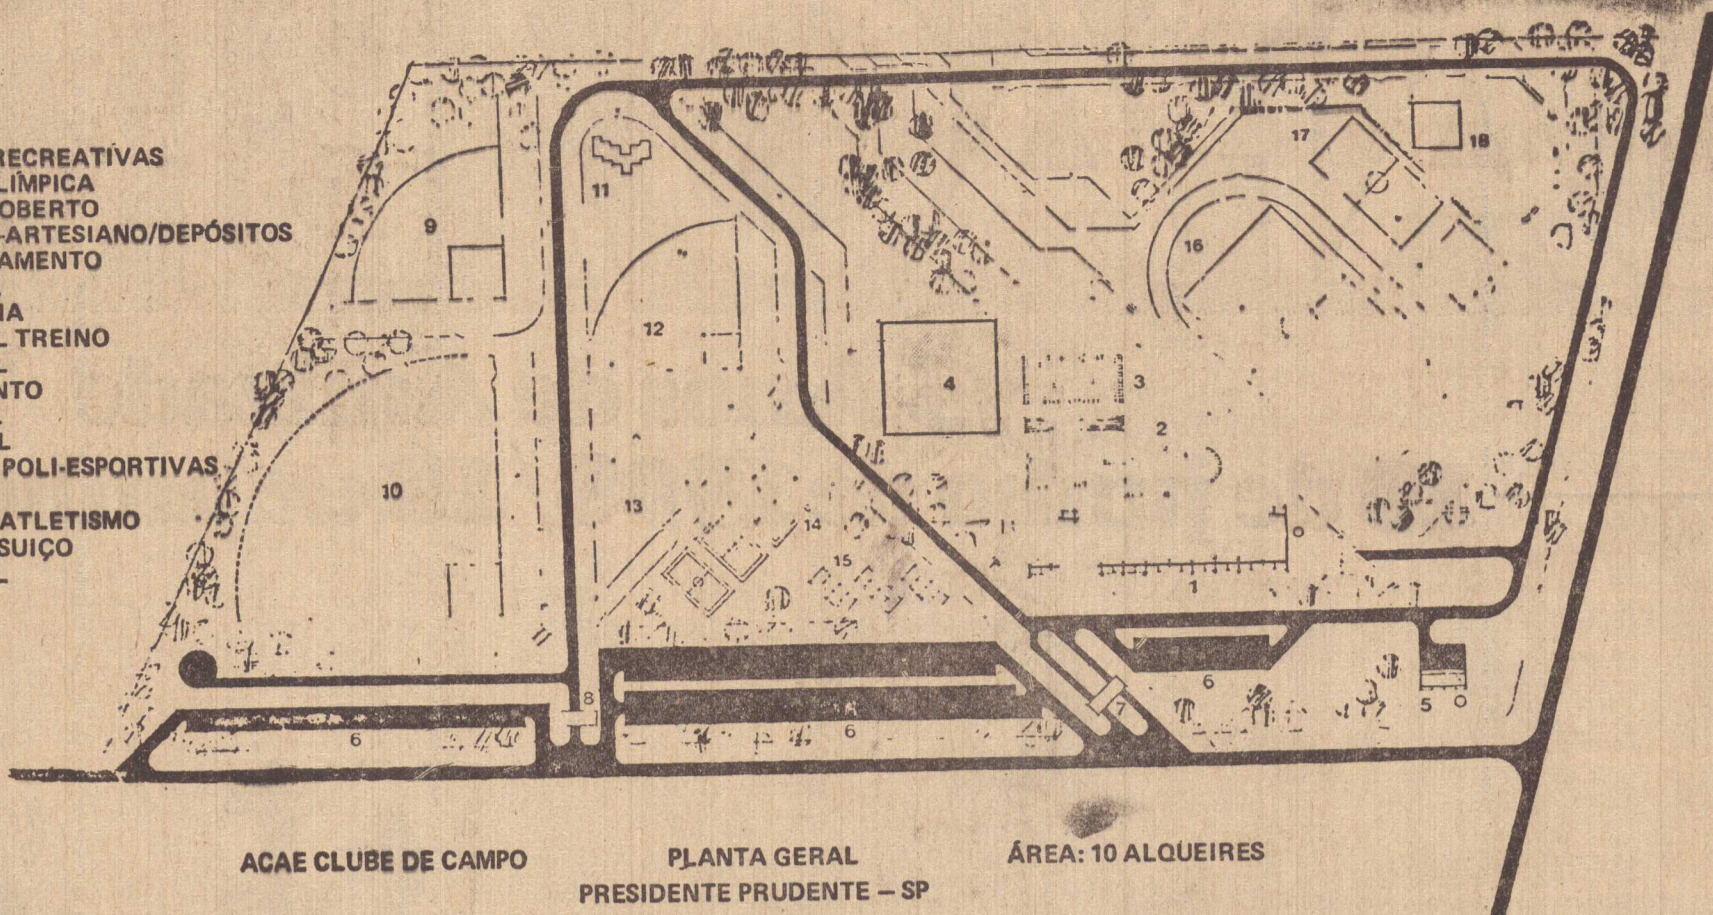 RECREATIVAS
LÍMPICA
OBERTO
-ARTESIANO/DEPÓSITOS
AMENTO
IA
L TREINO
NTO
L
POLI-ESPORTIVAS
ATLETISMO
SUIÇO
9
11
17
18
16
12
4
3
2
10
13
14
15
1
8
6
6
7
6
5
ACAE CLUBE DE CAMPO
PLANTA GERAL
ÁREA: 10 ALQUEIRES
PRESIDENTE PRUDENTE – SP